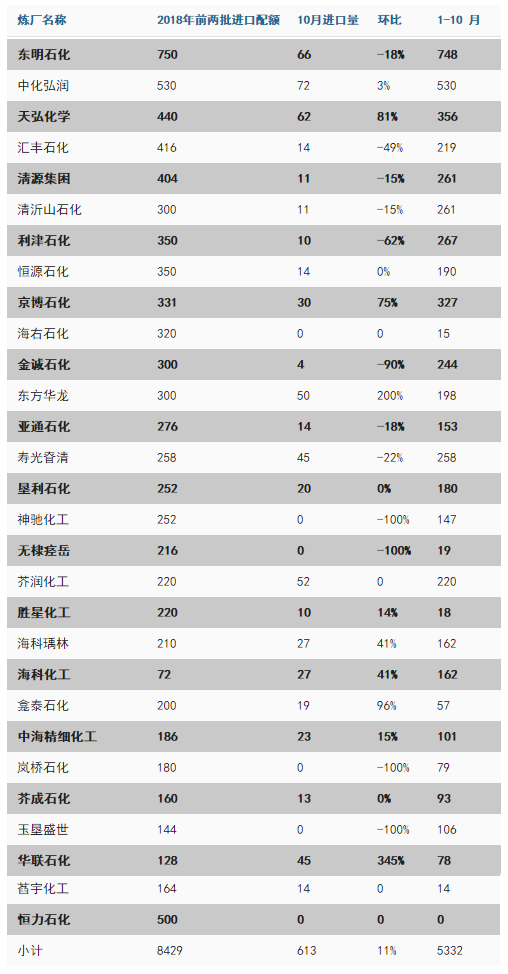 炼厂名称 2018年前两批进口配额 10月进口量 环比 1-10 月
东明石化 750 66 -18% 748
中化弘润 530 72 3% 530
天弘化学 440 62 81% 356
汇丰石化 416 14 -49% 219
清源集困 404 11 -15% 261
清沂山石化 300 11 -15% 261
利津石化 350 10 -62% 267
恒源石化 350 14 0% 190
京博石化 331 30 75% 327
海右石化 320 0 0 15
金诚石化 300 4 -90% 244
东方华龙 300 50 200% 198
亚通石化 276 14 -18% 153
寿光眘清 258 45 -22% 258
垦利石化 252 20 0% 180
神驰化工 252 0 -100% 147
无棣痓岳 216 0 -100% 19
芥润化工 220 52 0 220
胜星化工 220 10 14% 18
海科瑀林 210 27 41% 162
海科化工 72 27 41% 162
龛泰石化 200 19 96% 57
中海精细化工 186 23 15% 101
岚桥石化 180 0 -100% 79
芥成石化 160 13 0% 93
玉垦盛世 144 0 -100% 106
华联石化 128 45 345% 78
萏宇化工 164 14 0 14
恒力石化 500 0 0 0
小计 8429 613 11% 5332